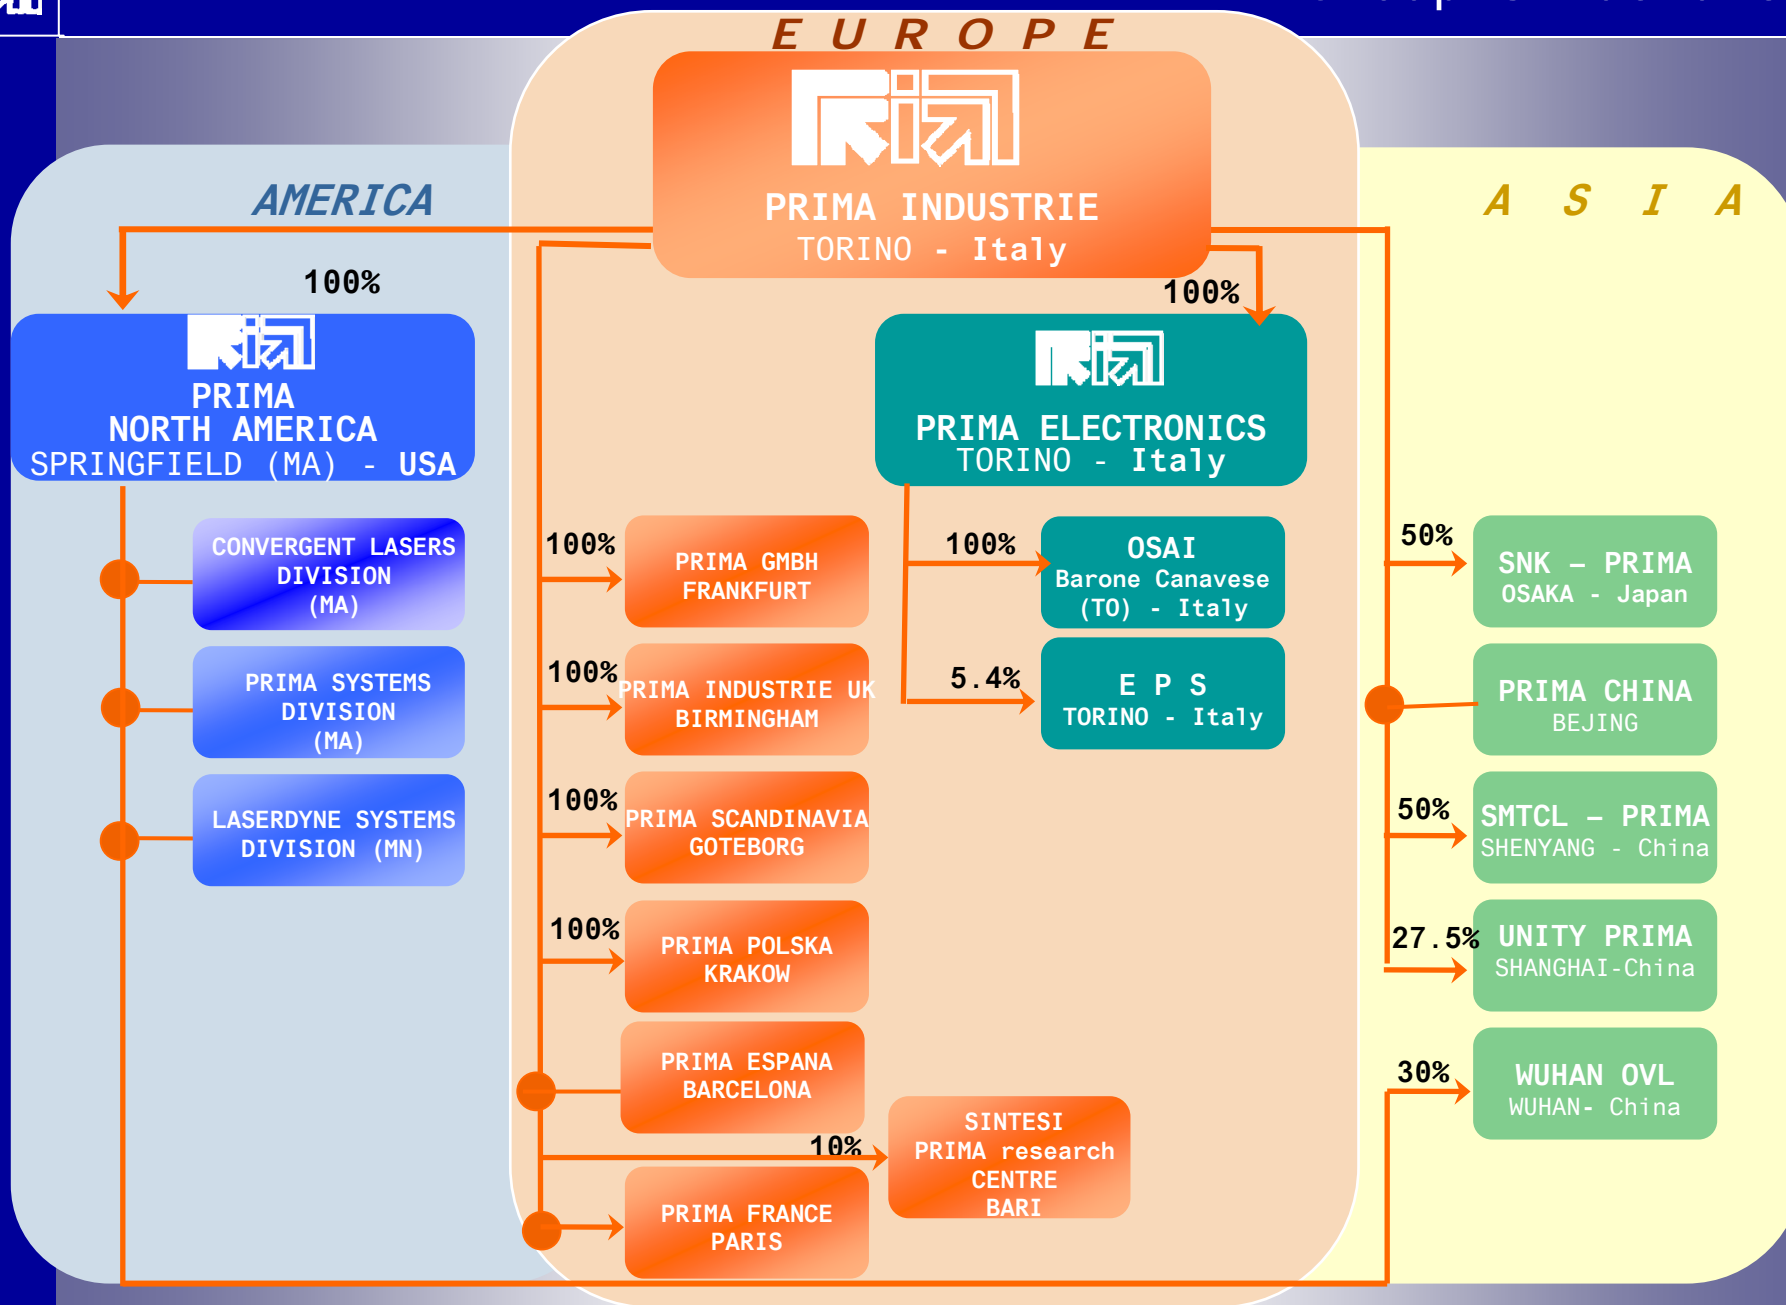 E U R O P E
PRIMA INDUSTRIE
TORINO - Italy
AMERICA
100%
PRIMA
NORTH AMERICA
SPRINGFIELD (MA) - USA
CONVERGENT LASERS
DIVISION
(MA)
PRIMA SYSTEMS
DIVISION
(MA)
LASERDYNE SYSTEMS
DIVISION (MN)
100%
PRIMA GMBH
FRANKFURT
100%
PRIMA INDUSTRIE UK
BIRMINGHAM
100%
PRIMA SCANDINAVIA
GOTEBORG
100%
PRIMA POLSKA
KRAKOW
PRIMA ESPANA
BARCELONA
10%
SINTESI
PRIMA research
CENTRE
BARI
PRIMA FRANCE
PARIS
100%
PRIMA ELECTRONICS
TORINO - Italy
100%
OSAI
Barone Canavese
(TO) - Italy
5.4%
E P S
TORINO - Italy
A S I A
50%
SNK – PRIMA
OSAKA - Japan
PRIMA CHINA
BEJING
50%
SMTCL – PRIMA
SHENYANG - China
27.5%
UNITY PRIMA
SHANGHAI-China
30%
WUHAN OVL
WUHAN- China